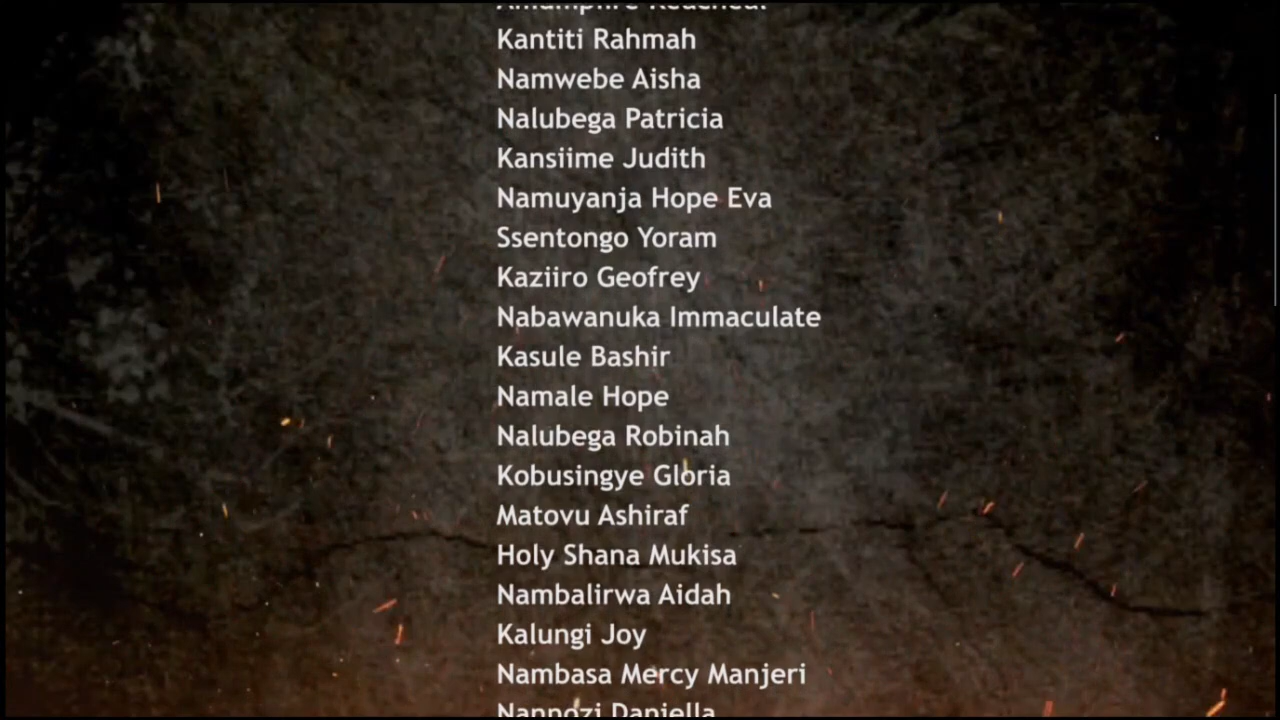 Kantiti Rahmah
Namwebe Aisha
Nalubega Patricia
Kansiime Judith
Namuyanja Hope Eva
Ssentongo Yoram
Kaziiro Geofrey
Nabawanuka Immaculate
Kasule Bashir
Namale Hope
Nalubega Robinah
Kobusingye Gloria
Matovu Ashiraf
Holy Shana Mukisa
Nambalirwa Aidah
Kalungi Joy
Nambasa Mercy Manjeri
Daniella